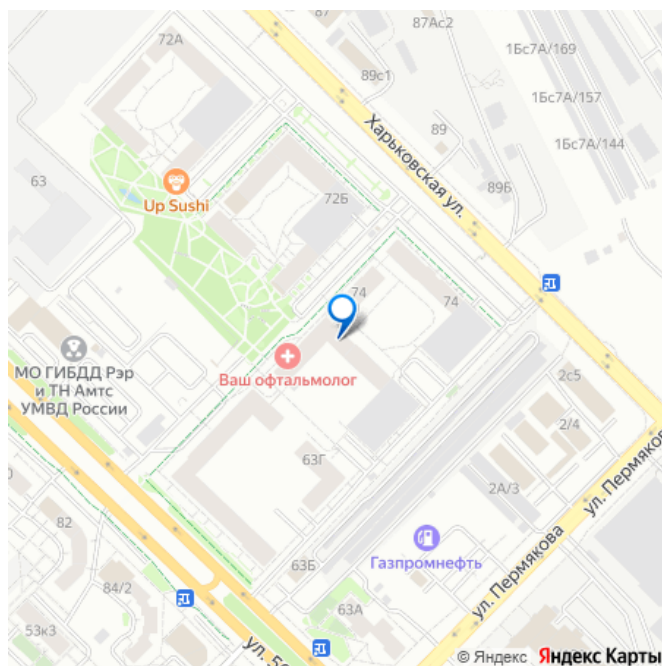 87
72А
87Ас2
1Бс7А/169
89с1
1Бс7А/157
89
1Бс7А/144
Харьковская ул.
63
Up Sushi
72Б
89Б
74
74
МО ГИБДД Рэр
и ТН Амтс
УМВД России
Ваш офтальмолог
2с5
2/4
63Г
ул. Пермякова
2А/3
82
Газпромнефть
ул. Пермякова
63Б
84/2
63А
53к3
© Яндекс Яндекс Карты